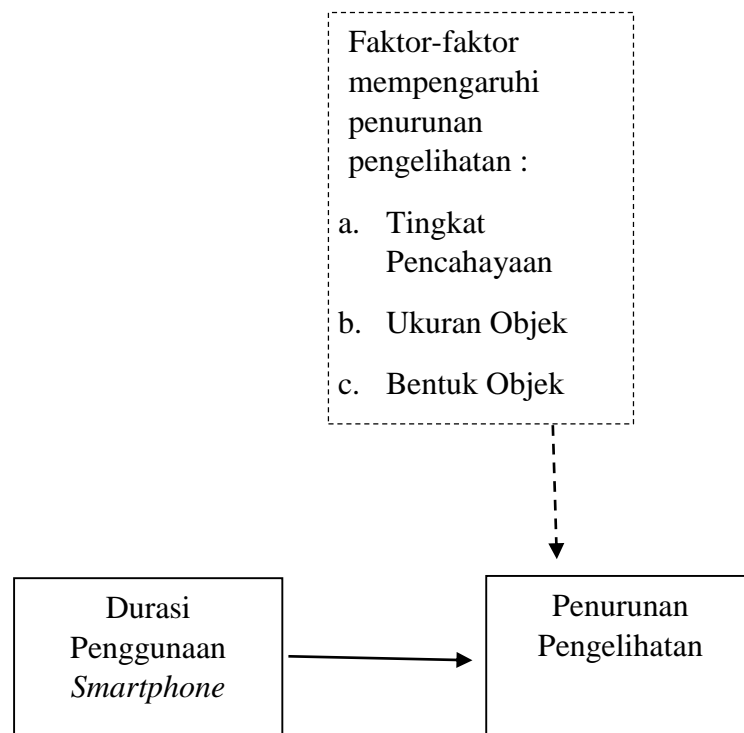 Faktor-faktor
mempengaruhi
penurunan
pengelihatan :
a. Tingkat
Pencahayaan
b. Ukuran Objek
c. Bentuk Objek
Durasi
Penggunaan
Smartphone
Penurunan
Pengelihatan